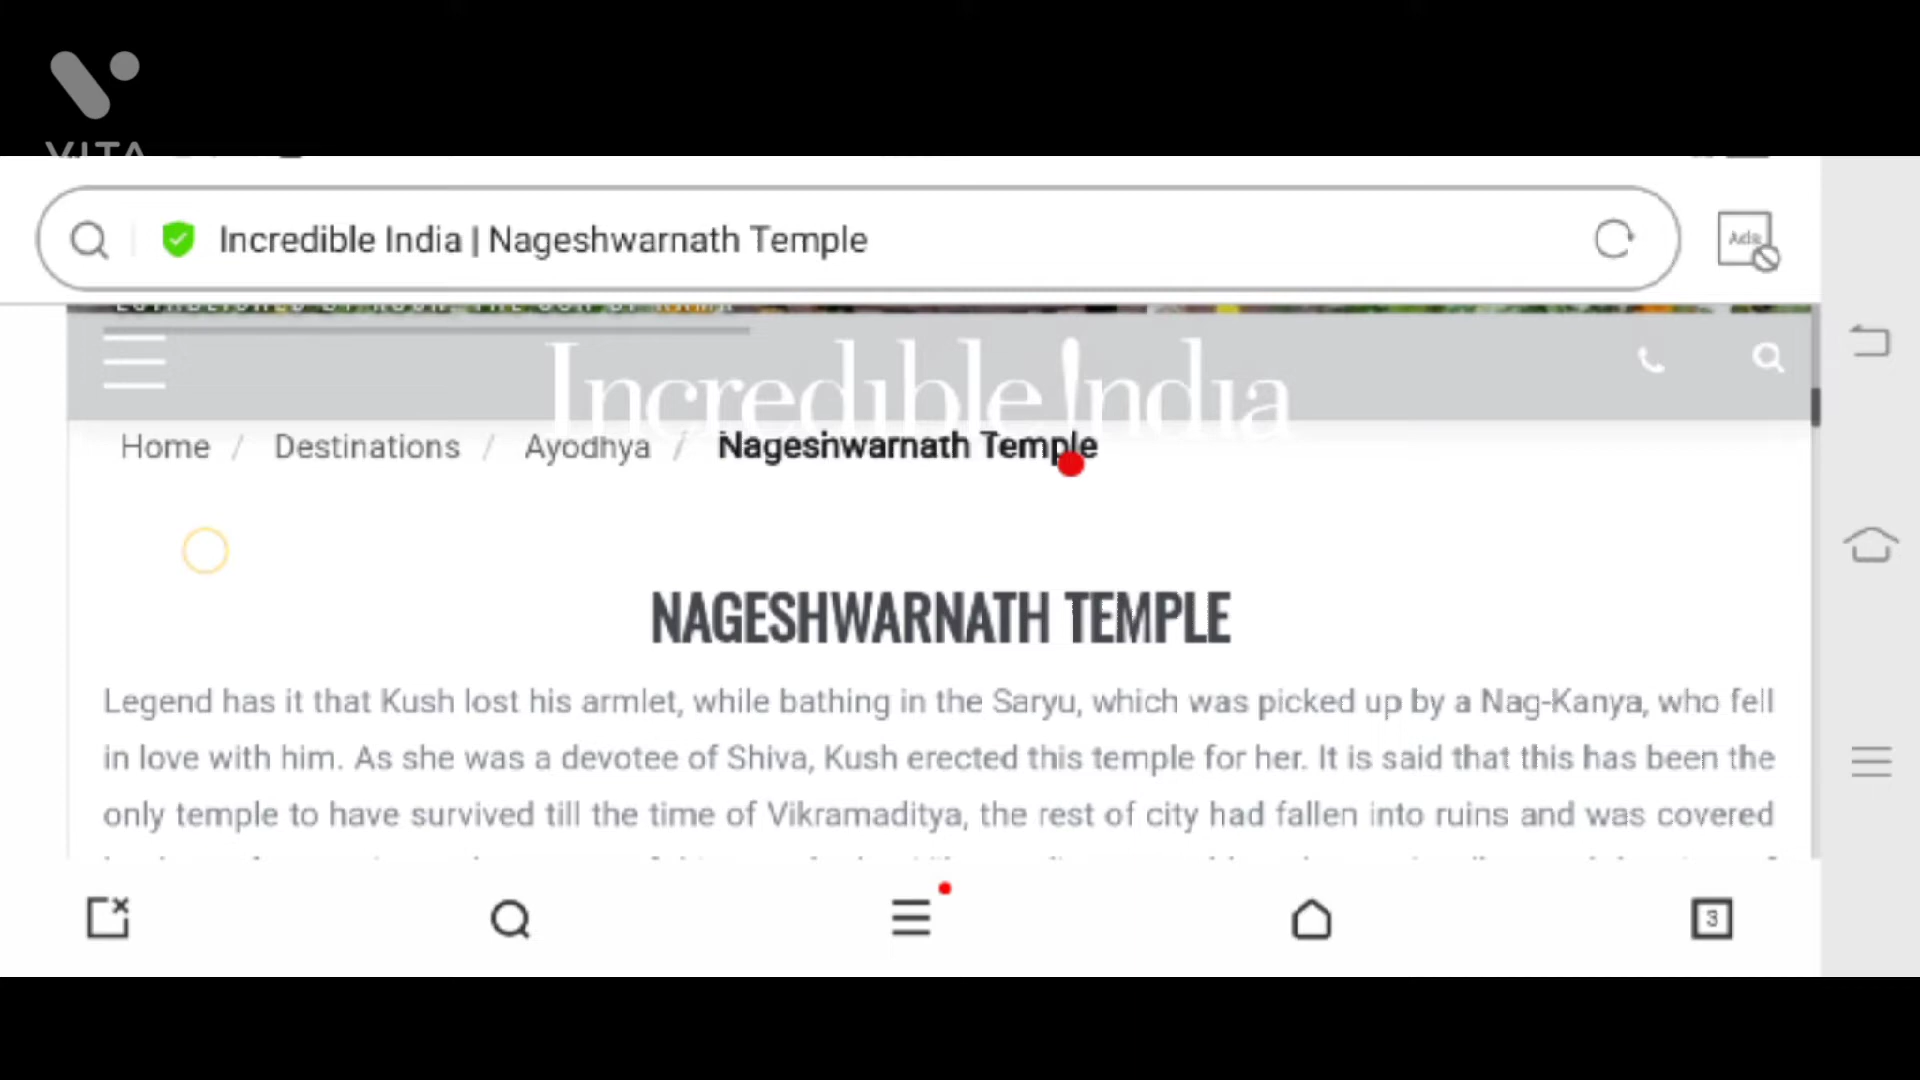 VITA
Incredible India | Nageshwarnath Temple
Ads
Incredible India
Home / Destinations / Ayodhya / Nageshwarnath Temple
NAGESHWARNATH TEMPLE
Legend has it that Kush lost his armlet, while bathing in the Saryu, which was picked up by a Nag-Kanya, who fell
in love with him. As she was a devotee of Shiva, Kush erected this temple for her. It is said that this has been the
only temple to have survived till the time of Vikramaditya, the rest of city had fallen into ruins and was covered
3